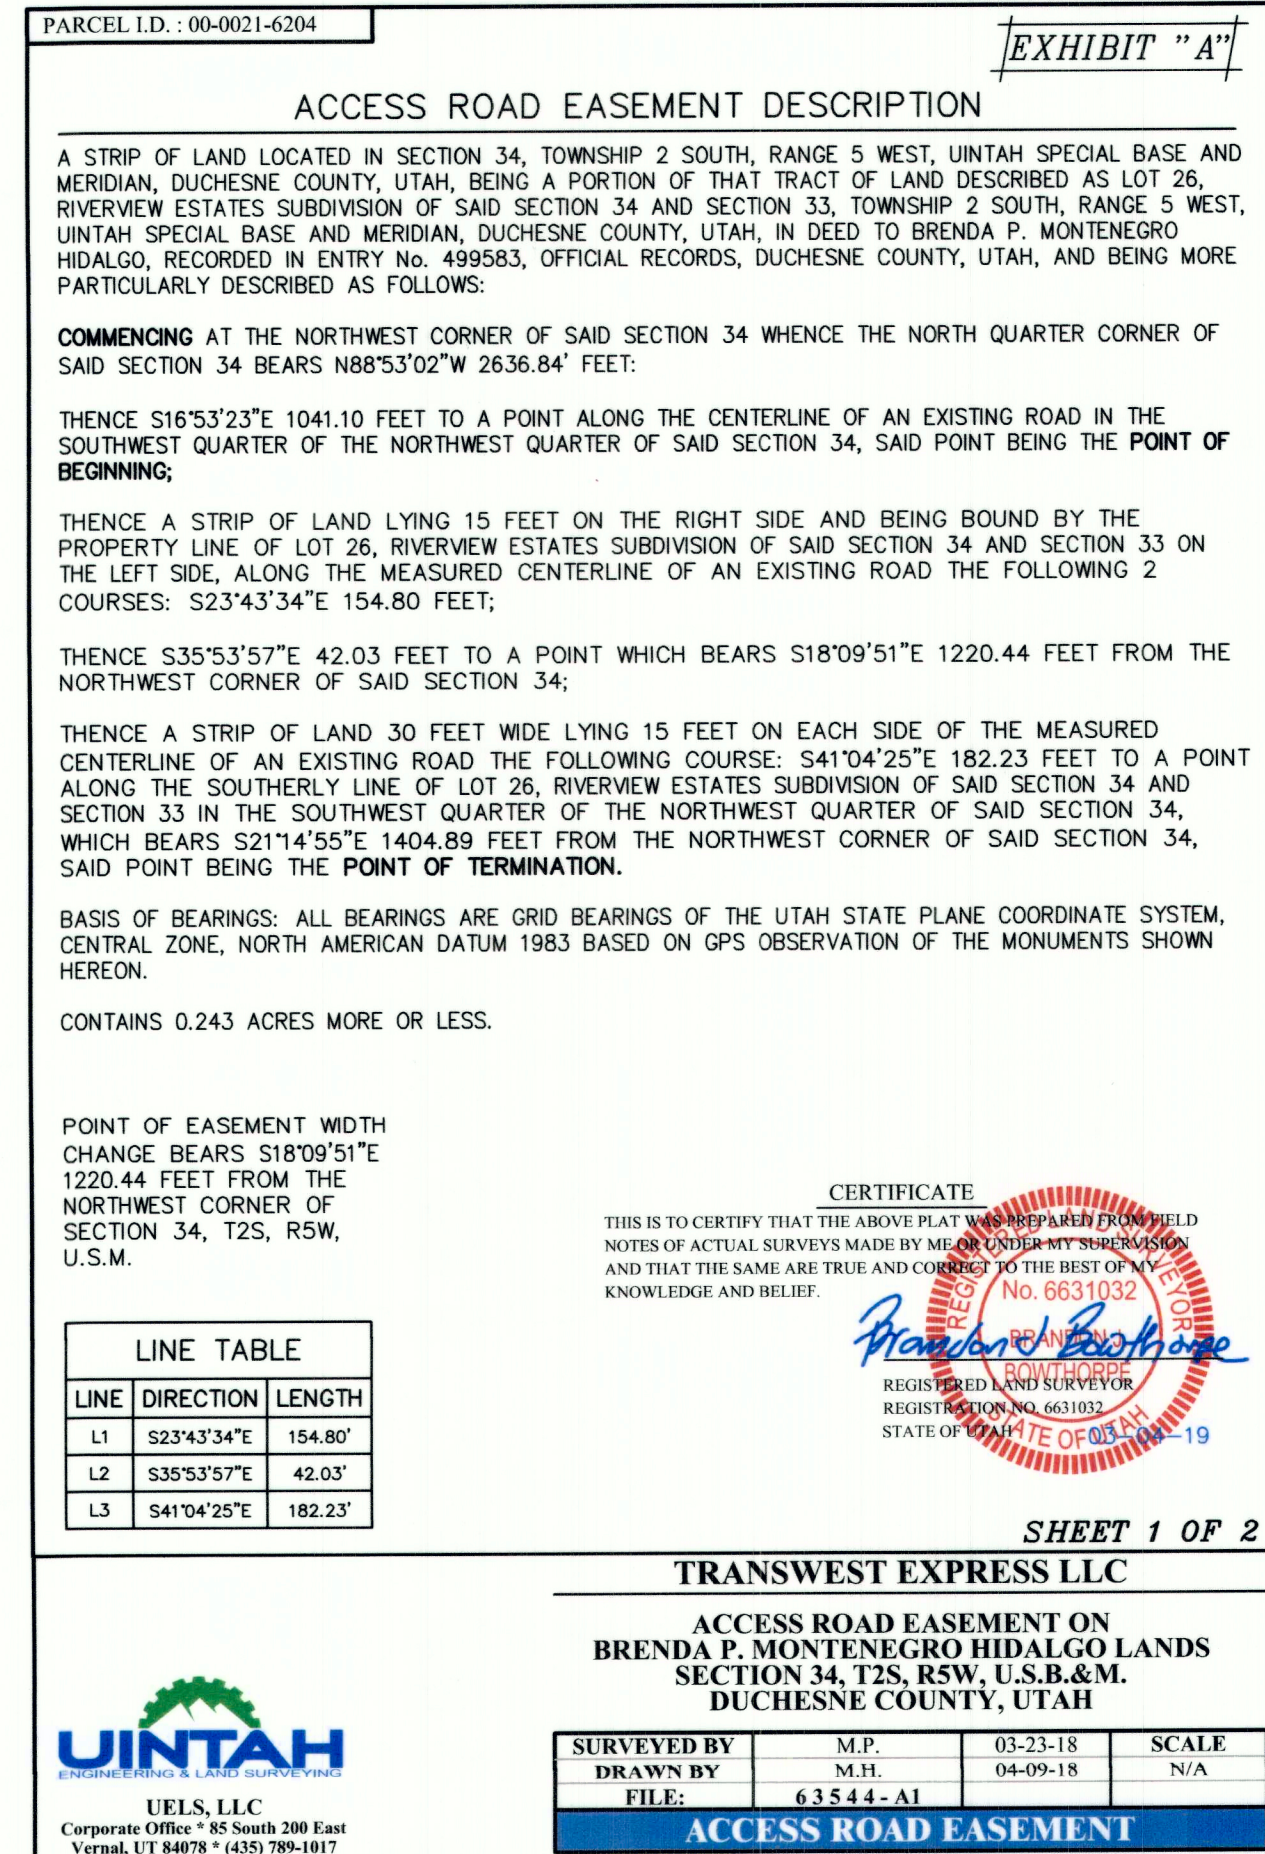 PARCEL I.D. : 00-0021-6204
EXHIBIT "A"
ACCESS ROAD EASEMENT DESCRIPTION
A STRIP OF LAND LOCATED IN SECTION 34, TOWNSHIP 2 SOUTH, RANGE 5 WEST, UINTAH SPECIAL BASE AND
MERIDIAN, DUCHESNE COUNTY, UTAH, BEING A PORTION OF THAT TRACT OF LAND DESCRIBED AS LOT 26,
RIVERVIEW ESTATES SUBDIVISION OF SAID SECTION 34 AND SECTION 33, TOWNSHIP 2 SOUTH, RANGE 5 WEST,
UINTAH SPECIAL BASE AND MERIDIAN, DUCHESNE COUNTY, UTAH, IN DEED TO BRENDA P. MONTENEGRO
HIDALGO, RECORDED IN ENTRY No. 499583, OFFICIAL RECORDS, DUCHESNE COUNTY, UTAH, AND BEING MORE
PARTICULARLY DESCRIBED AS FOLLOWS:
COMMENCING AT THE NORTHWEST CORNER OF SAID SECTION 34 WHENCE THE NORTH QUARTER CORNER OF
SAID SECTION 34 BEARS N88°53'02"W 2636.84' FEET:
THENCE S16°53'23"E 1041.10 FEET TO A POINT ALONG THE CENTERLINE OF AN EXISTING ROAD IN THE
SOUTHWEST QUARTER OF THE NORTHWEST QUARTER OF SAID SECTION 34, SAID POINT BEING THE POINT OF
BEGINNING;
THENCE A STRIP OF LAND LYING 15 FEET ON THE RIGHT SIDE AND BEING BOUND BY THE
PROPERTY LINE OF LOT 26, RIVERVIEW ESTATES SUBDIVISION OF SAID SECTION 34 AND SECTION 33 ON
THE LEFT SIDE, ALONG THE MEASURED CENTERLINE OF AN EXISTING ROAD THE FOLLOWING 2
COURSES: S23°43'34"E 154.80 FEET;
THENCE S35°53'57"E 42.03 FEET TO A POINT WHICH BEARS S18°09'51"E 1220.44 FEET FROM THE
NORTHWEST CORNER OF SAID SECTION 34;
THENCE A STRIP OF LAND 30 FEET WIDE LYING 15 FEET ON EACH SIDE OF THE MEASURED
CENTERLINE OF AN EXISTING ROAD THE FOLLOWING COURSE: S41°04'25"E 182.23 FEET TO A POINT
ALONG THE SOUTHERLY LINE OF LOT 26, RIVERVIEW ESTATES SUBDIVISION OF SAID SECTION 34 AND
SECTION 33 IN THE SOUTHWEST QUARTER OF THE NORTHWEST QUARTER OF SAID SECTION 34,
WHICH BEARS S21°14'55"E 1404.89 FEET FROM THE NORTHWEST CORNER OF SAID SECTION 34,
SAID POINT BEING THE POINT OF TERMINATION.
BASIS OF BEARINGS: ALL BEARINGS ARE GRID BEARINGS OF THE UTAH STATE PLANE COORDINATE SYSTEM,
CENTRAL ZONE, NORTH AMERICAN DATUM 1983 BASED ON GPS OBSERVATION OF THE MONUMENTS SHOWN
HEREON.
CONTAINS 0.243 ACRES MORE OR LESS.
POINT OF EASEMENT WIDTH
CHANGE BEARS S18°09'51"E
1220.44 FEET FROM THE
NORTHWEST CORNER OF
SECTION 34, T2S, R5W,
U.S.M.
CERTIFICATE
THIS IS TO CERTIFY THAT THE ABOVE PLAT WAS PREPARED FROM FIELD
NOTES OF ACTUAL SURVEYS MADE BY ME OR UNDER MY SUPERVISION
AND THAT THE SAME ARE TRUE AND CORRECT TO THE BEST OF MY
KNOWLEDGE AND BELIEF.
REGISTERED LAND SURVEYOR
No. 6631032
BRANDON J.
BOWTHORPE
STATE OF UTAH
Brandon J Bowthorpe
REGISTERED LAND SURVEYOR
REGISTRATION NO. 6631032
STATE OF UTAH
03-04-19
LINE TABLE
LINE DIRECTION LENGTH
L1 S23°43'34"E 154.80'
L2 S35°53'57"E 42.03'
L3 S41°04'25"E 182.23'
SHEET 1 OF 2
TRANSWEST EXPRESS LLC
ACCESS ROAD EASEMENT ON
BRENDA P. MONTENEGRO HIDALGO LANDS
SECTION 34, T2S, R5W, U.S.B.&M.
DUCHESNE COUNTY, UTAH
UINTAH
ENGINEERING & LAND SURVEYING
UELS, LLC
Corporate Office * 85 South 200 East
Vernal, UT 84078 * (435) 789-1017
SURVEYED BY M.P. 03-23-18 SCALE
DRAWN BY M.H. 04-09-18 N/A
FILE: 63544-A1
ACCESS ROAD EASEMENT